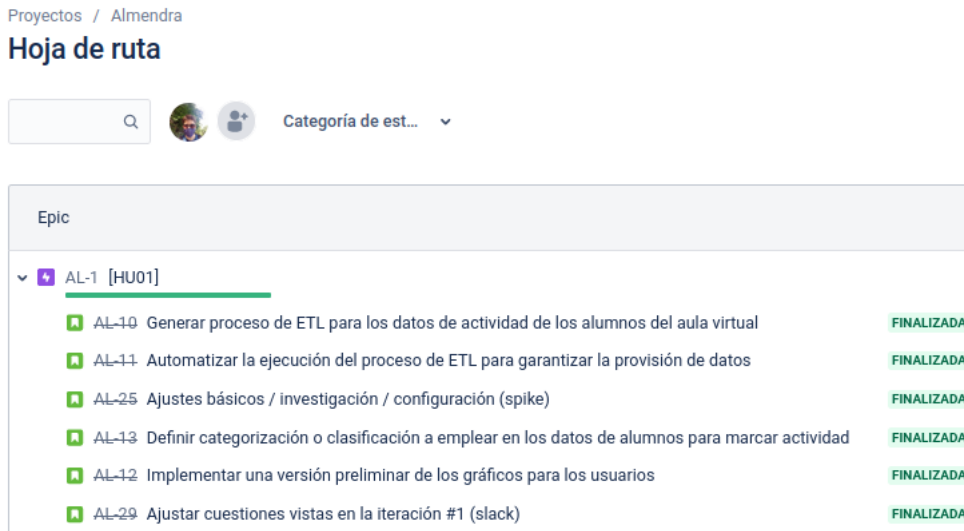 Proyectos / Almendra
Hoja de ruta
Categoría de est...
Epic
AL-1 [HU01]
AL-10 Generar proceso de ETL para los datos de actividad de los alumnos del aula virtual FINALIZADA
AL-11 Automatizar la ejecución del proceso de ETL para garantizar la provisión de datos FINALIZADA
AL-25 Ajustes básicos / investigación / configuración (spike) FINALIZADA
AL-13 Definir categorización o clasificación a emplear en los datos de alumnos para marcar actividad FINALIZADA
AL-12 Implementar una versión preliminar de los gráficos para los usuarios FINALIZADA
AL-29 Ajustar cuestiones vistas en la iteración #1 (slack) FINALIZADA